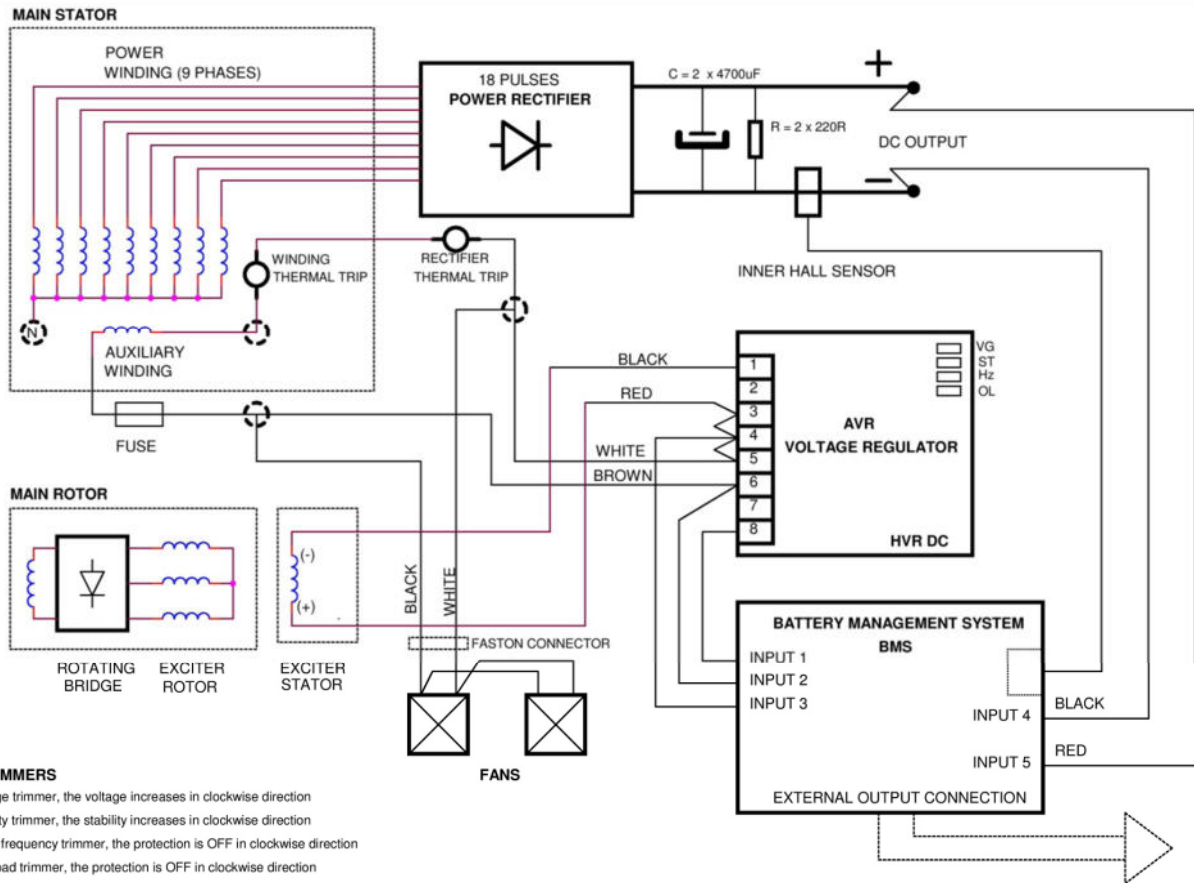 MAIN STATOR
POWER
WINDING (9 PHASES)
18 PULSES
POWER RECTIFIER
C = 2 x 4700uF
R = 2 x 220R
+
DC OUTPUT
−
INNER HALL SENSOR
WINDING
THERMAL TRIP
RECTIFIER
THERMAL TRIP
N
AUXILIARY
WINDING
FUSE
BLACK
RED
WHITE
BROWN
1
2
3
4
5
6
7
8
VG
ST
Hz
OL
AVR
VOLTAGE REGULATOR
HVR DC
MAIN ROTOR
(-)
(+)
ROTATING
BRIDGE
EXCITER
ROTOR
EXCITER
STATOR
BLACK
WHITE
FASTON CONNECTOR
FANS
BATTERY MANAGEMENT SYSTEM
BMS
INPUT 1
INPUT 2
INPUT 3
INPUT 4
BLACK
INPUT 5
RED
EXTERNAL OUTPUT CONNECTION
MMERS
ge trimmer, the voltage increases in clockwise direction
ity trimmer, the stability increases in clockwise direction
frequency trimmer, the protection is OFF in clockwise direction
oad trimmer, the protection is OFF in clockwise direction